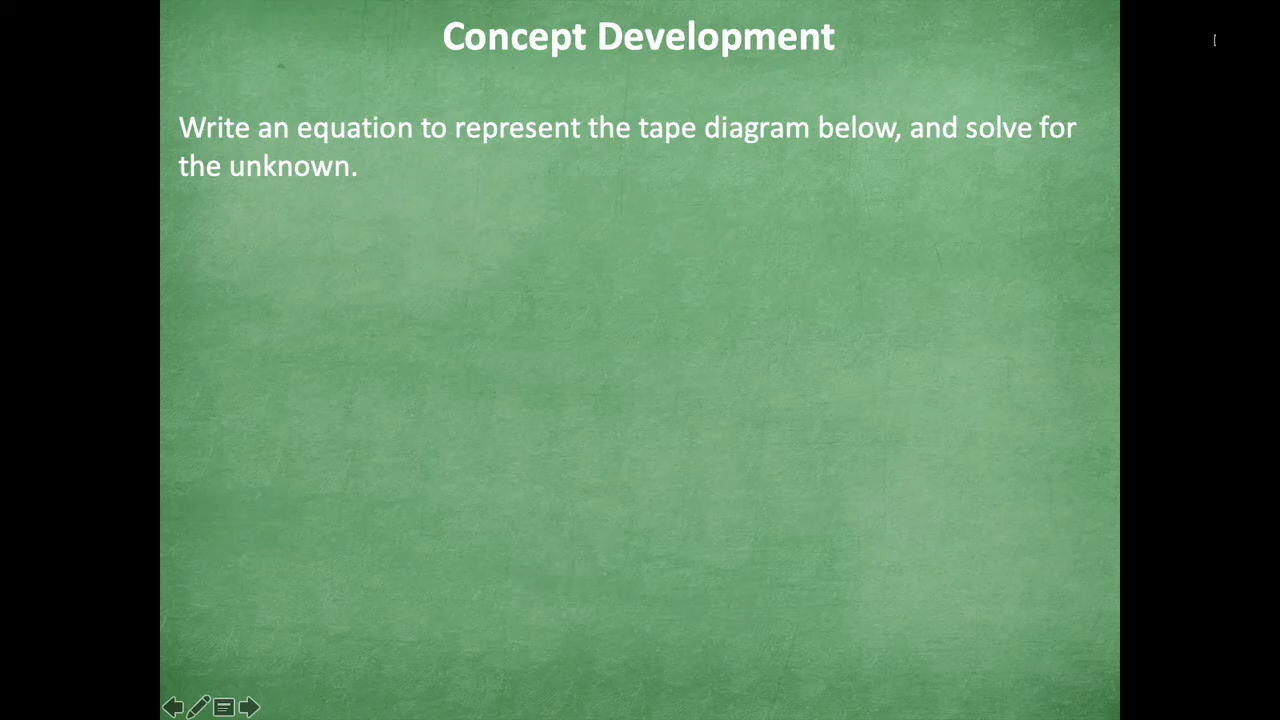 Concept Development
Write an equation to represent the tape diagram below, and solve for
the unknown.